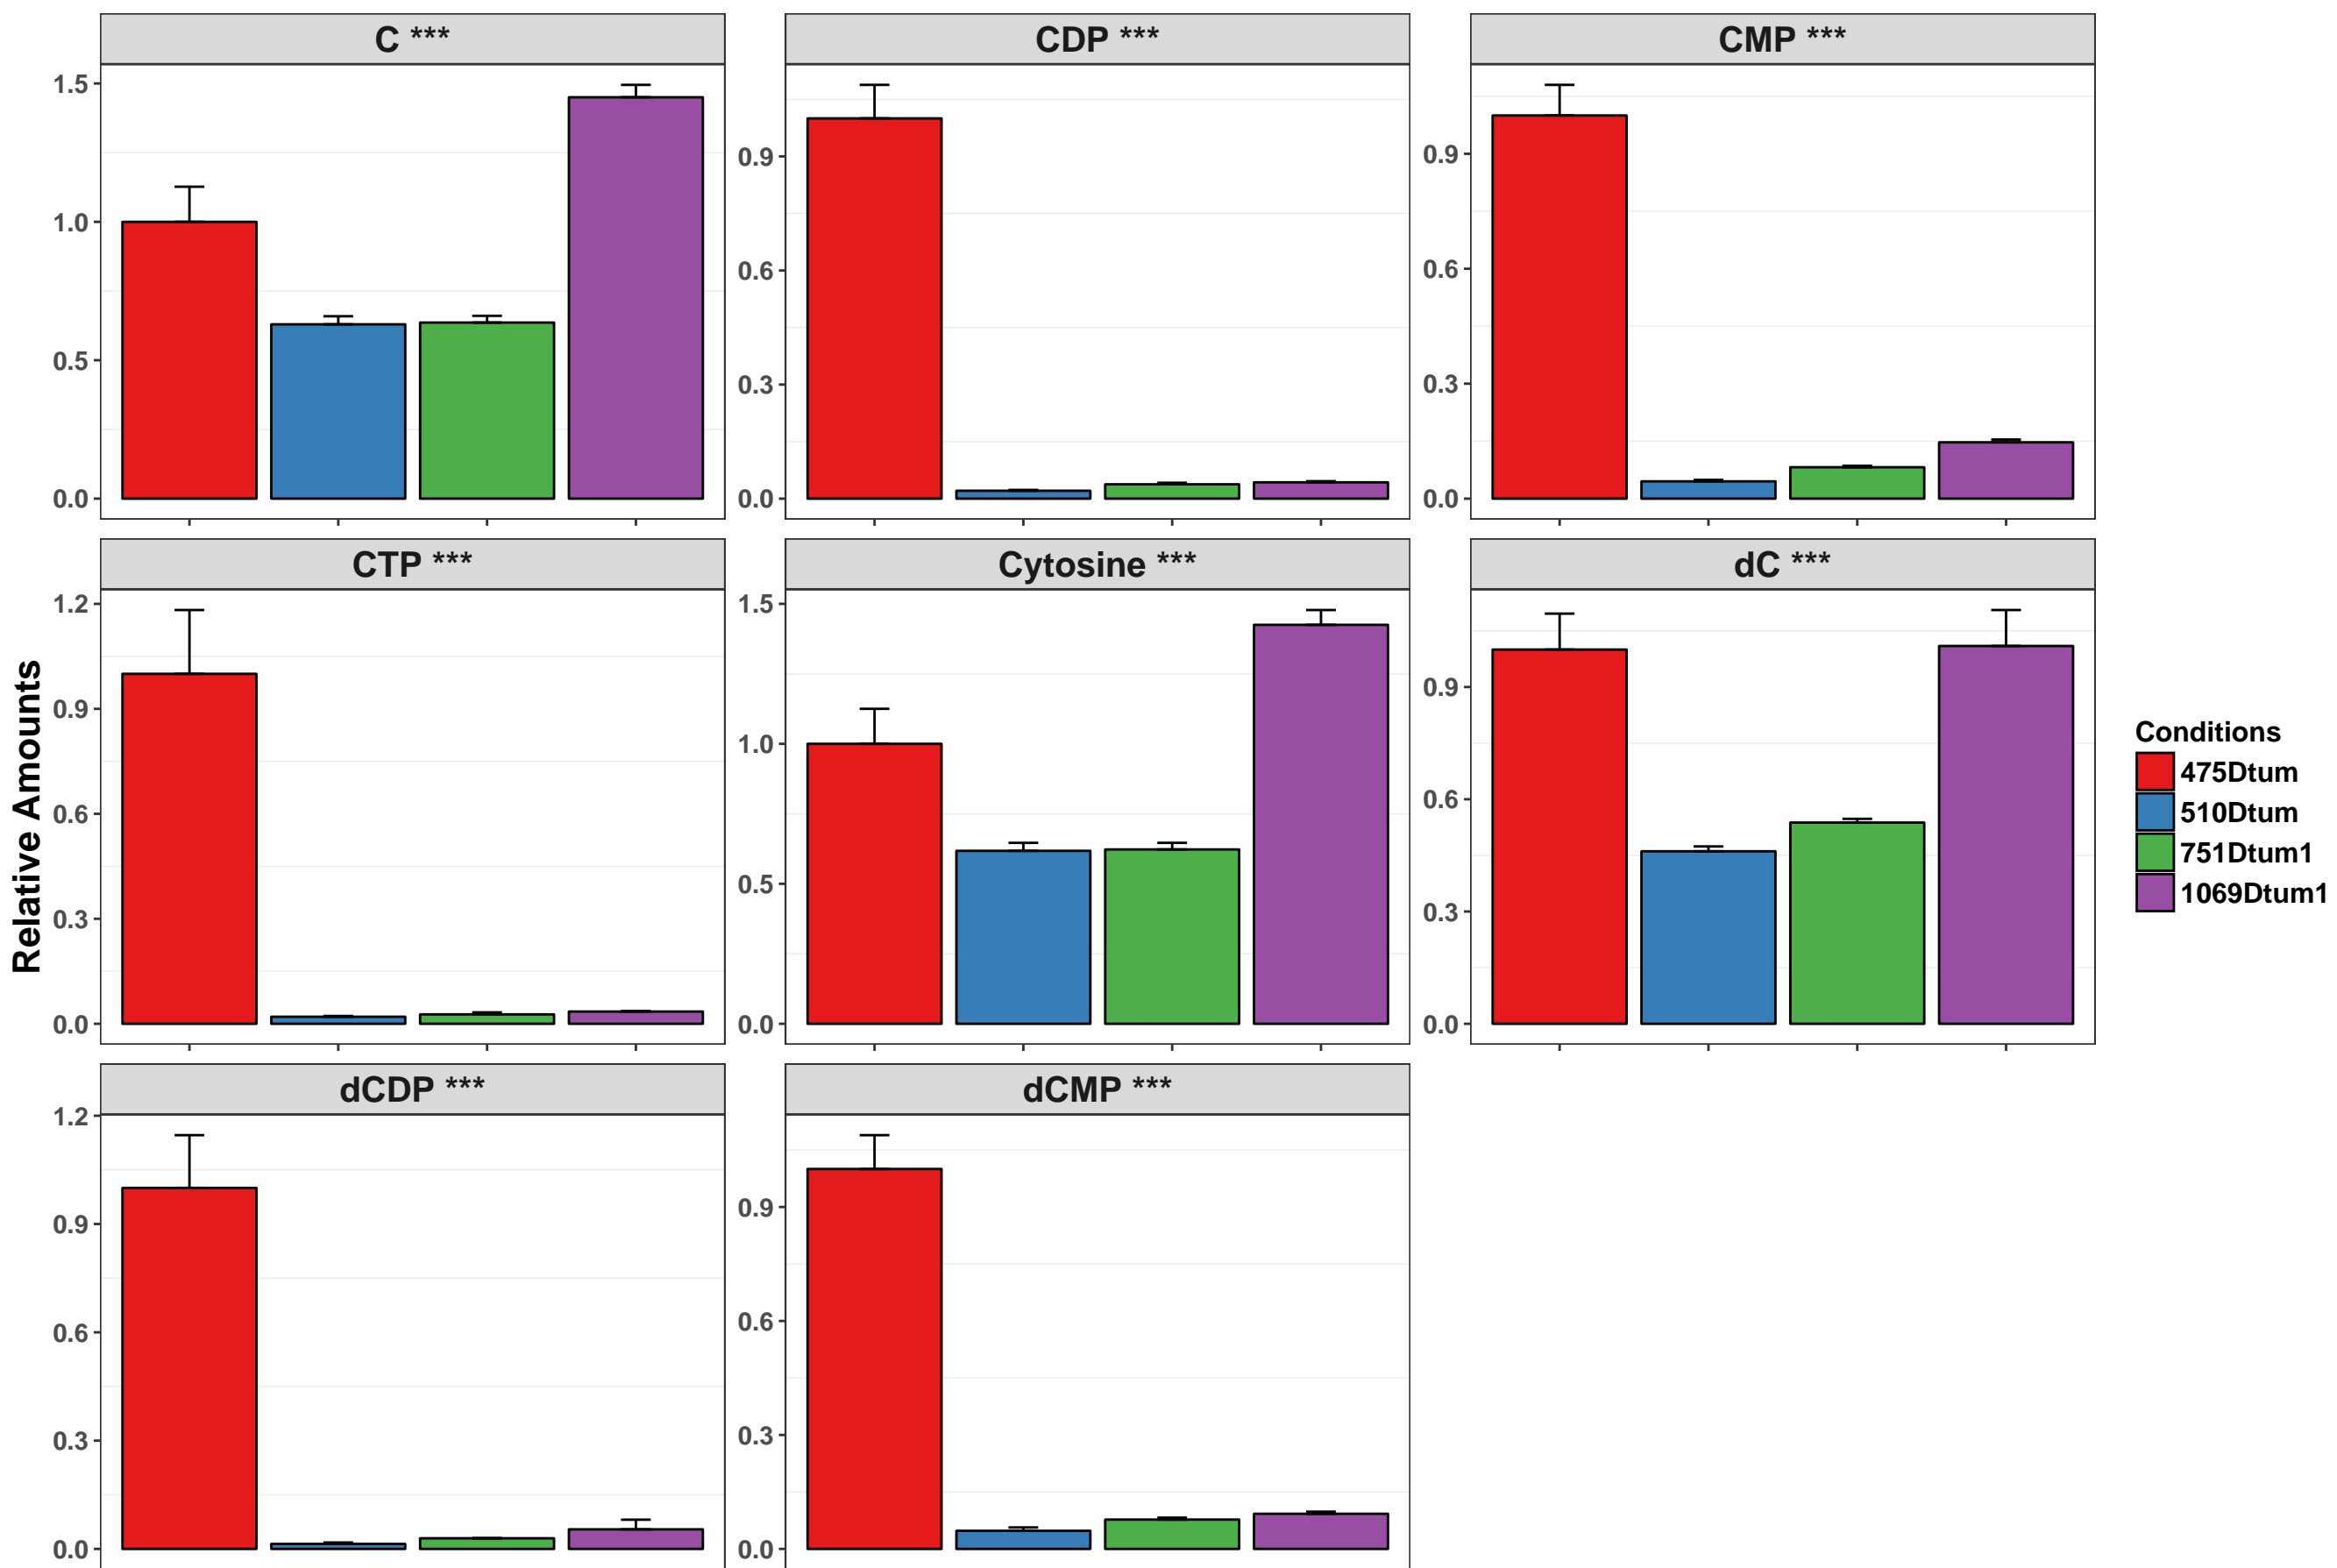 C ***
CDP ***
CMP ***
1.5
1.0
0.5
0.0
0.9
0.6
0.3
0.0
0.9
0.6
0.3
0.0
CTP ***
Cytosine ***
dC ***
1.2
0.9
0.6
0.3
0.0
1.5
1.0
0.5
0.0
0.9
0.6
0.3
0.0
dCDP ***
dCMP ***
1.2
0.9
0.6
0.3
0.0
0.9
0.6
0.3
0.0
Relative Amounts
Conditions
475Dtum
510Dtum
751Dtum1
1069Dtum1